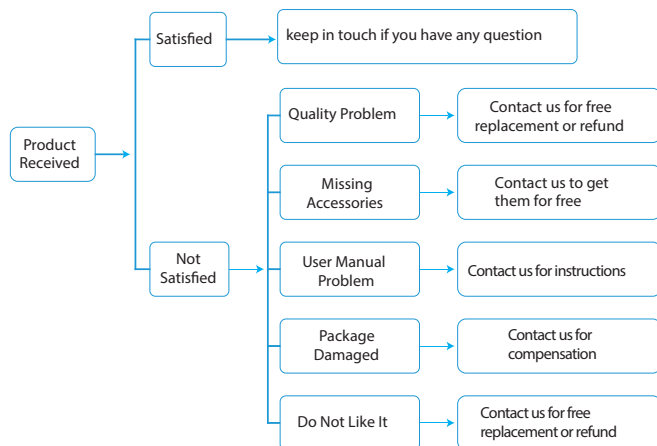 Satisfied
keep in touch if you have any question
Product
Received
Not
Satisfied
Quality Problem
Contact us for free
replacement or refund
Missing
Accessories
Contact us to get
them for free
User Manual
Problem
Contact us for instructions
Package
Damaged
Contact us for
compensation
Do Not Like It
Contact us for free
replacement or refund